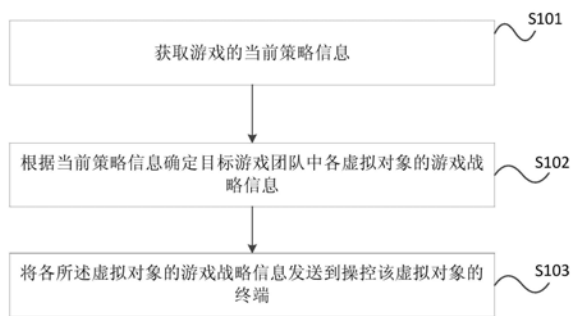 S101
获取游戏的当前策略信息
根据当前策略信息确定目标游戏团队中各虚拟对象的游戏战
略信息
S102
将各所述虚拟对象的游戏战略信息发送到操控该虚拟对象的
终端
S103